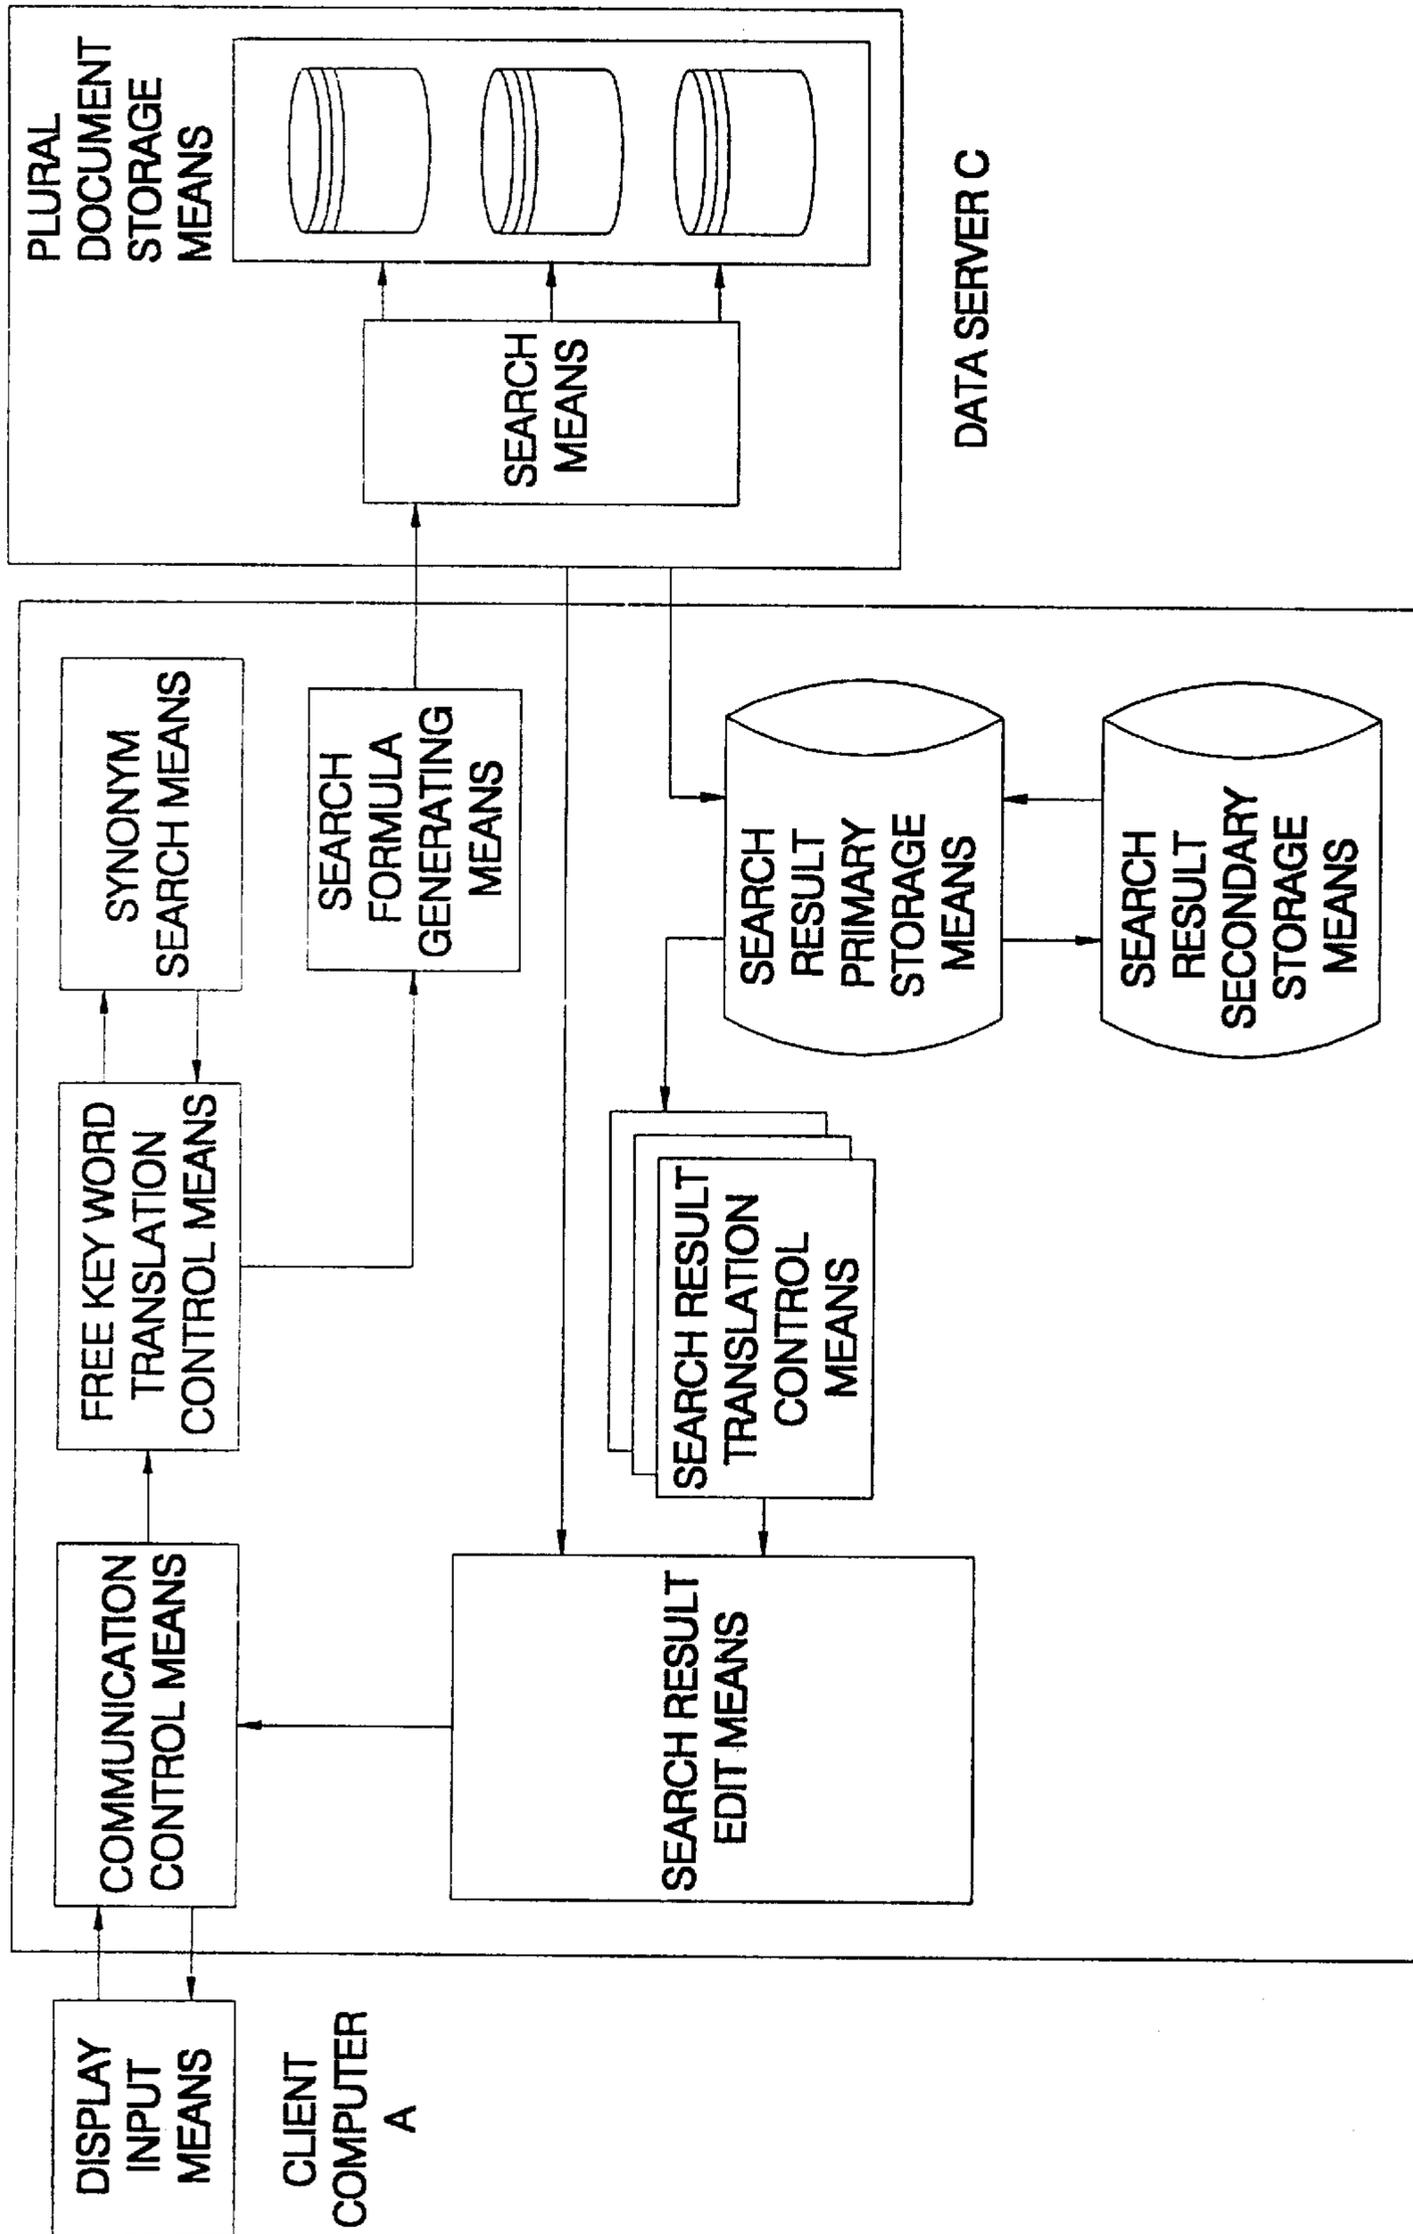 DISPLAY
INPUT
MEANS
CLIENT
COMPUTER
A
COMMUNICATION
CONTROL MEANS
FREE KEY WORD
TRANSLATION
CONTROL MEANS
SYNONYM
SEARCH MEANS
SEARCH
FORMULA
GENERATING
MEANS
SEARCH RESULT
EDIT MEANS
SEARCH RESULT
TRANSLATION
CONTROL
MEANS
SEARCH
RESULT
PRIMARY
STORAGE
MEANS
SEARCH
RESULT
SECONDARY
STORAGE
MEANS
PLURAL
DOCUMENT
STORAGE
MEANS
SEARCH
MEANS
DATA SERVER C